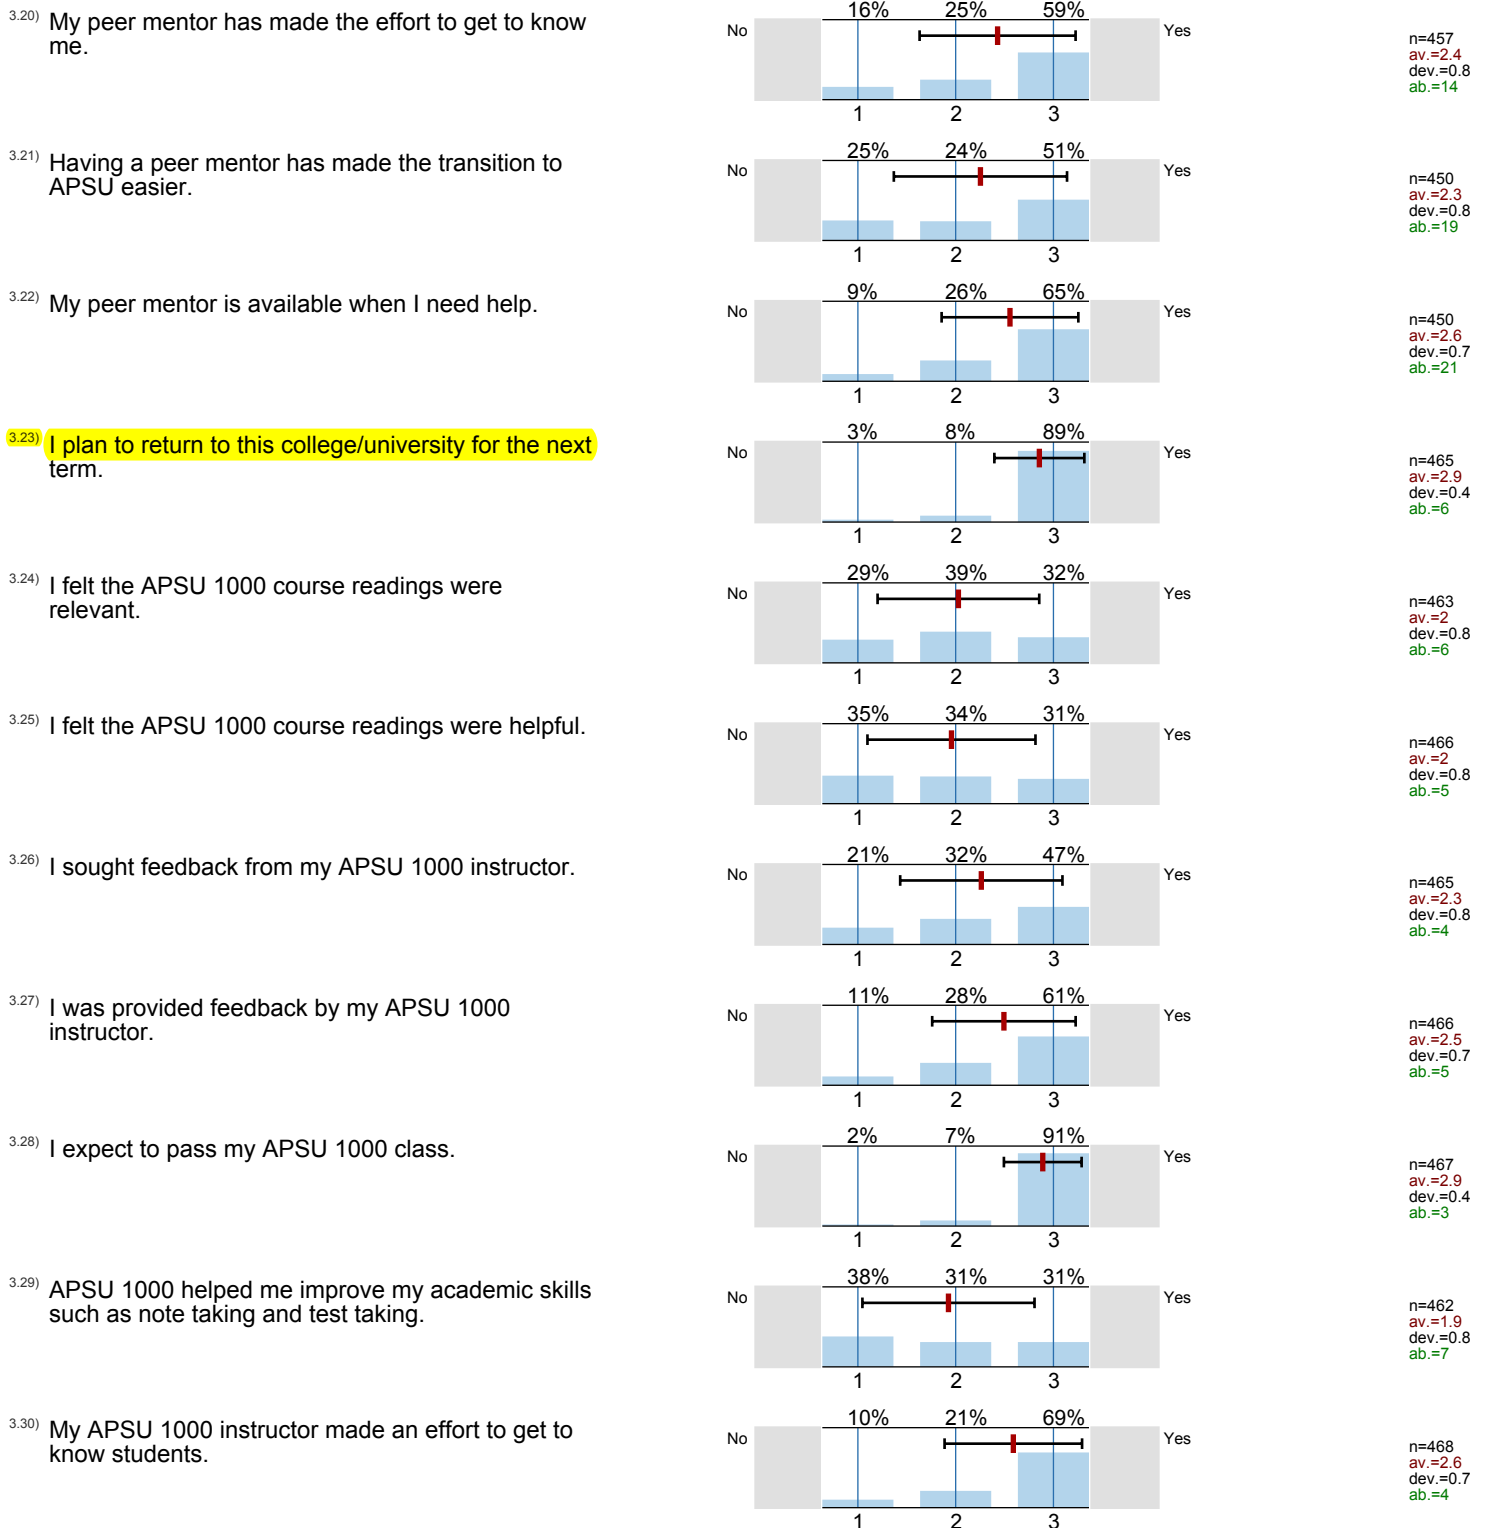 3.20) My peer mentor has made the effort to get to know
me.
No
16% 25% 59%
Yes
1 2 3
n=457
av.=2.4
dev.=0.8
ab.=14
3.21) Having a peer mentor has made the transition to
APSU easier.
No
25% 24% 51%
Yes
1 2 3
n=450
av.=2.3
dev.=0.8
ab.=19
3.22) My peer mentor is available when I need help.
No
9% 26% 65%
Yes
1 2 3
n=450
av.=2.6
dev.=0.7
ab.=21
3.23) I plan to return to this college/university for the next
term.
No
3% 8% 89%
Yes
1 2 3
n=465
av.=2.9
dev.=0.4
ab.=6
3.24) I felt the APSU 1000 course readings were
relevant.
No
29% 39% 32%
Yes
1 2 3
n=463
av.=2
dev.=0.8
ab.=6
3.25) I felt the APSU 1000 course readings were helpful.
No
35% 34% 31%
Yes
1 2 3
n=466
av.=2
dev.=0.8
ab.=5
3.26) I sought feedback from my APSU 1000 instructor.
No
21% 32% 47%
Yes
1 2 3
n=465
av.=2.3
dev.=0.8
ab.=4
3.27) I was provided feedback by my APSU 1000
instructor.
No
11% 28% 61%
Yes
1 2 3
n=466
av.=2.5
dev.=0.7
ab.=5
3.28) I expect to pass my APSU 1000 class.
No
2% 7% 91%
Yes
1 2 3
n=467
av.=2.9
dev.=0.4
ab.=3
3.29) APSU 1000 helped me improve my academic skills
such as note taking and test taking.
No
38% 31% 31%
Yes
1 2 3
n=462
av.=1.9
dev.=0.8
ab.=7
3.30) My APSU 1000 instructor made an effort to get to
know students.
No
10% 21% 69%
Yes
1 2 3
n=468
av.=2.6
dev.=0.7
ab.=4